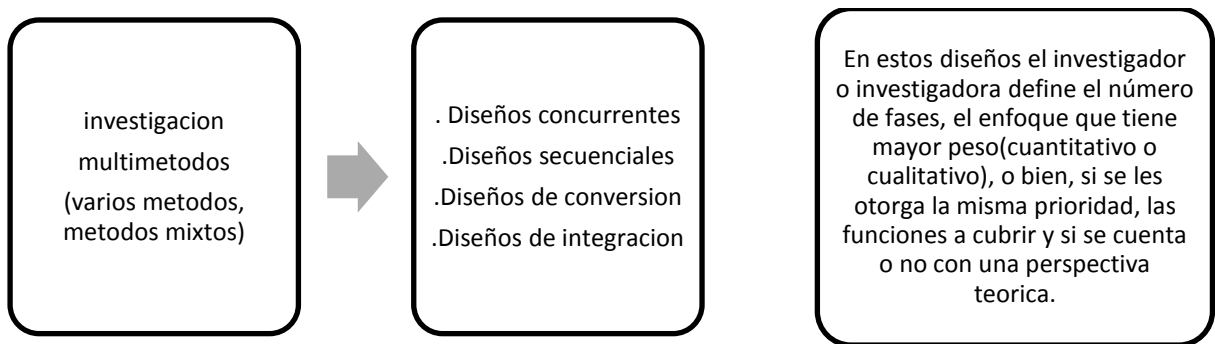 investigacion
multimetodos
(varios metodos,
metodos mixtos)
. Diseños concurrentes
.Diseños secuenciales
.Diseños de conversion
.Diseños de integracion
En estos diseños el investigador
o investigadora define el número
de fases, el enfoque que tiene
mayor peso(cuantitativo o
cualitativo), o bien, si se les
otorga la misma prioridad, las
funciones a cubrir y si se cuenta
o no con una perspectiva
teorica.